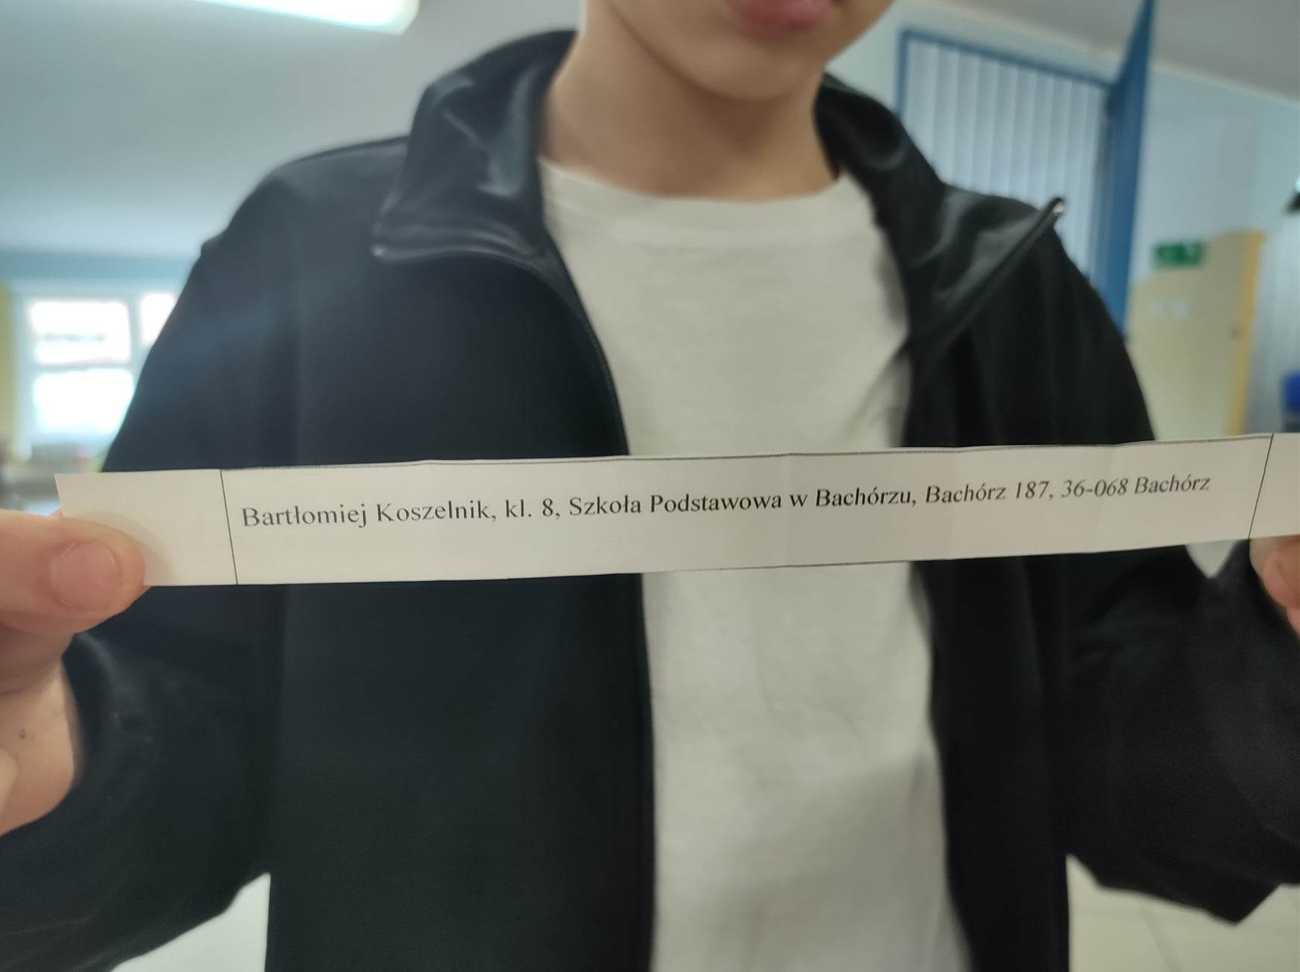 Bartłomiej Koszelnik, kl. 8, Szkoła Podstawowa w Bachórzu, Bachórz 187, 36-068 Bachórz